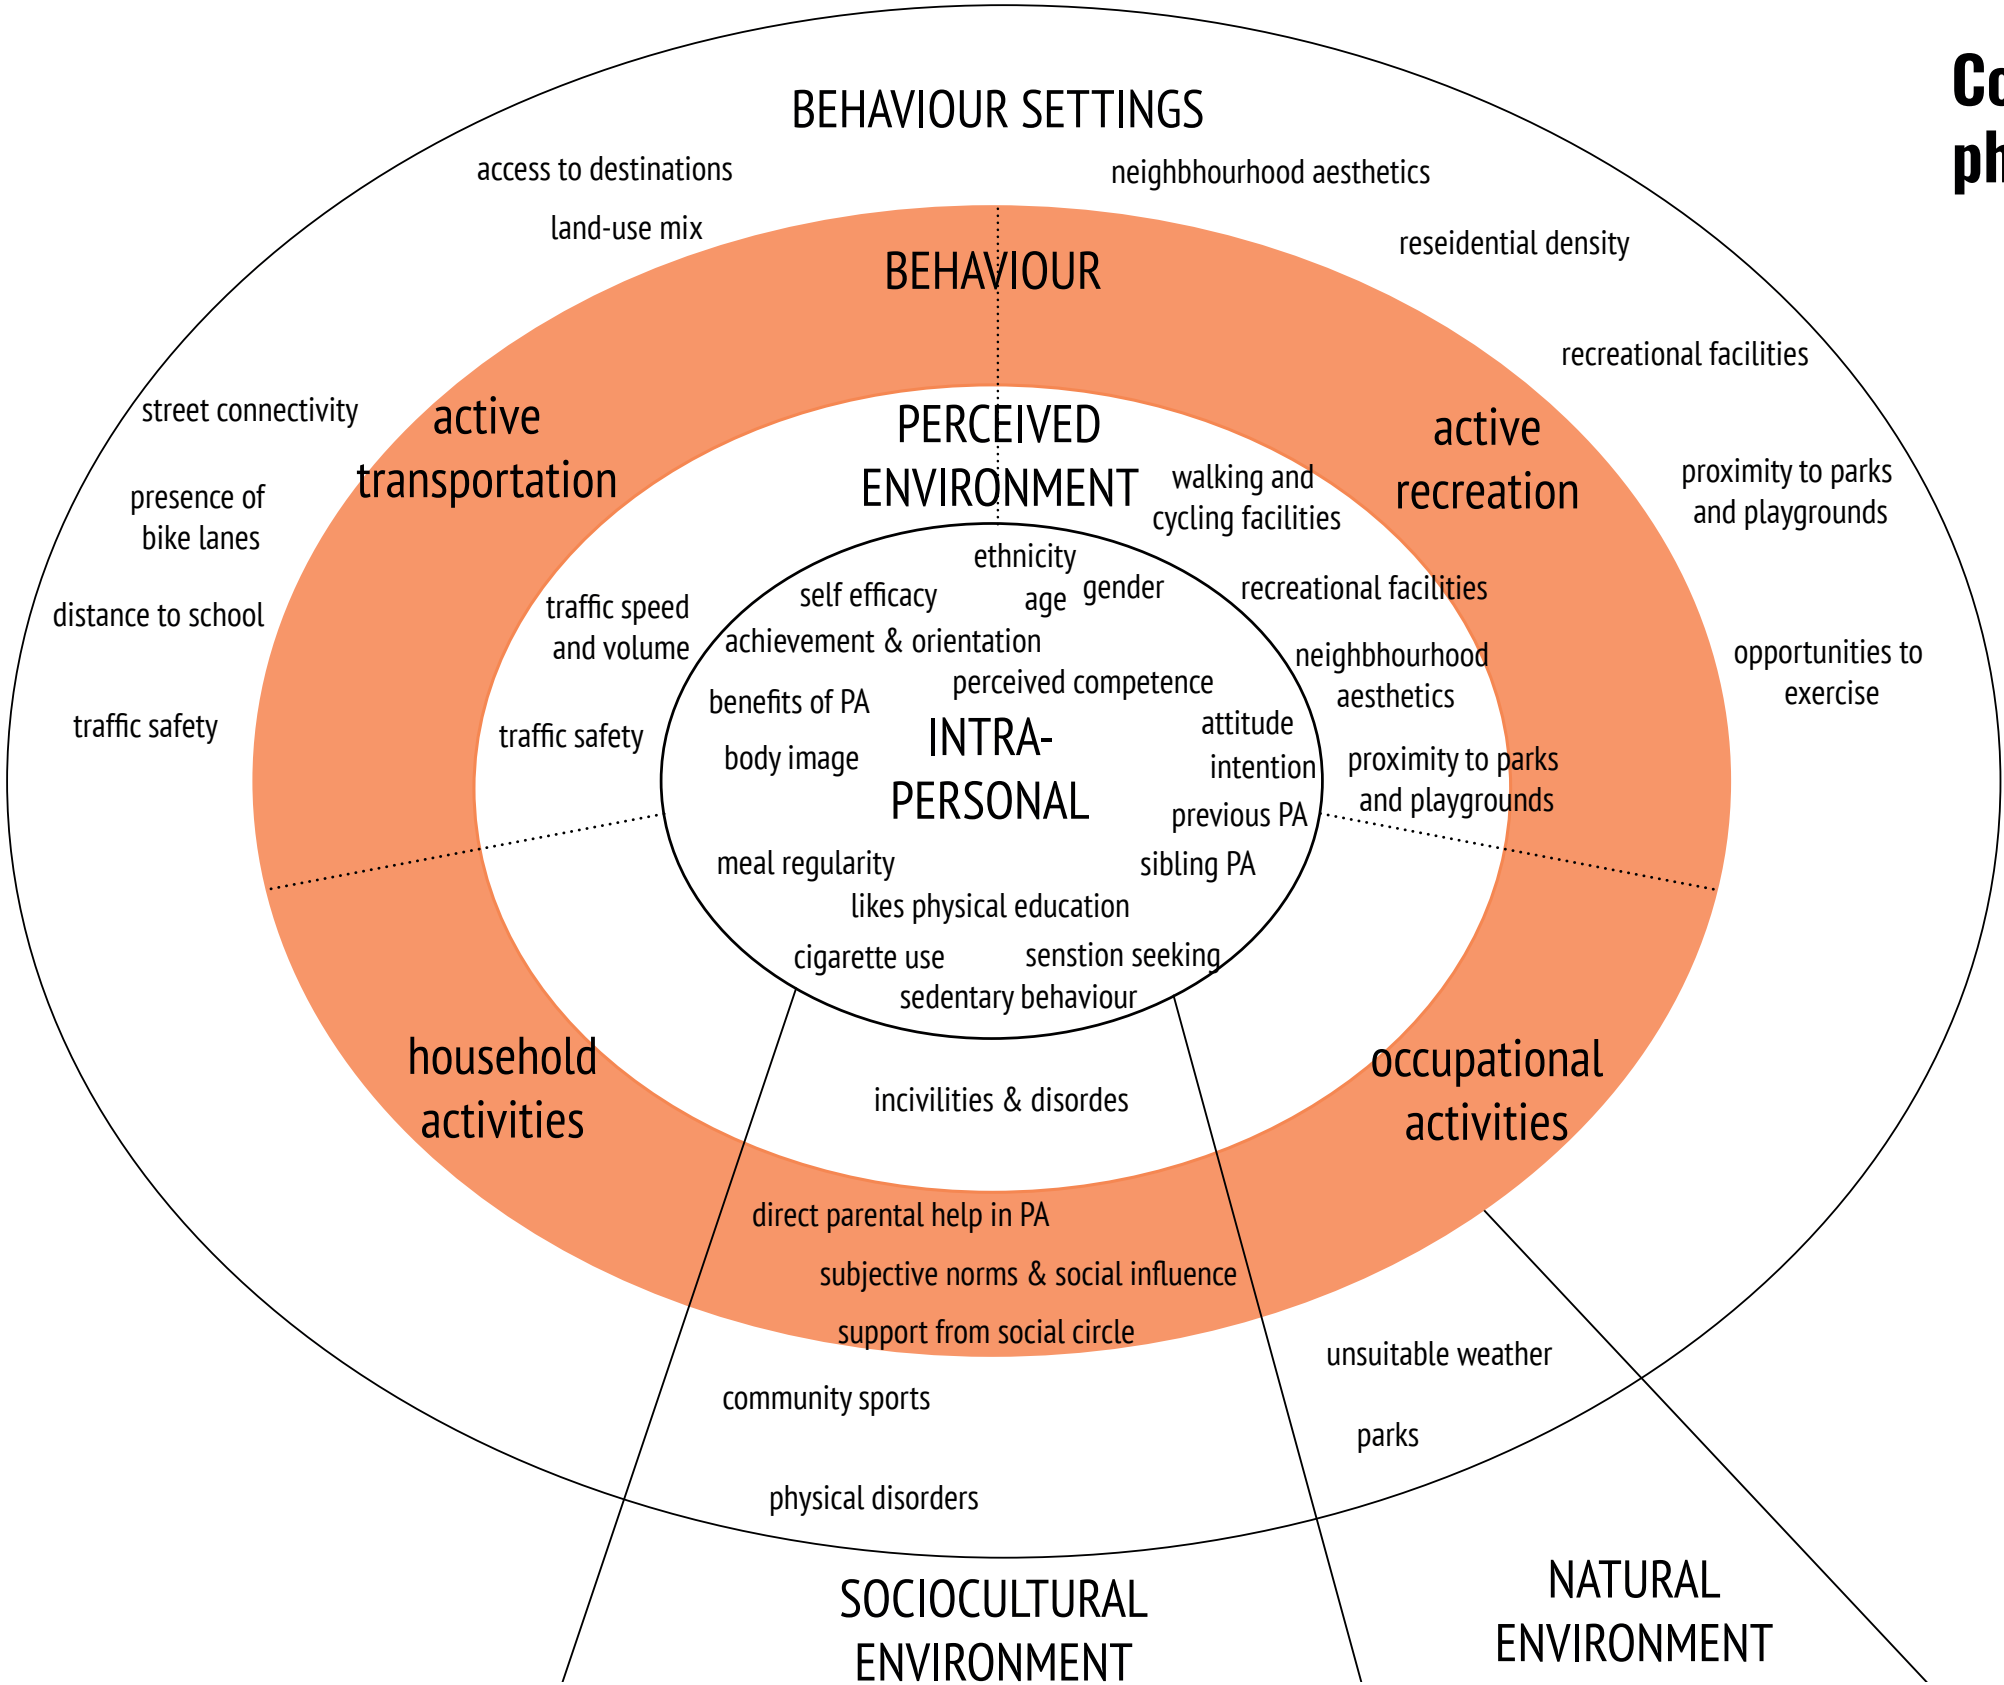 Co
ph
BEHAVIOUR SETTINGS
access to destinations
neighbhourhood aesthetics
land-use mix
reseidential density
BEHAVIOUR
recreational facilities
street connectivity
active
transportation
PERCEIVED
ENVIRONMENT
walking and
cycling facilities
active
recreation
proximity to parks
and playgrounds
presence of
bike lanes
distance to school
traffic safety
traffic speed
and volume
traffic safety
ethnicity
self efficacy
age
gender
achievement & orientation
perceived competence
benefits of PA
body image
INTRA-
PERSONAL
attitude
intention
previous PA
sibling PA
meal regularity
likes physical education
cigarette use
senstion seeking
sedentary behaviour
recreational facilities
neighbhourhood
aesthetics
proximity to parks
and playgrounds
opportunities to
exercise
household
activities
incivilities & disordes
occupational
activities
direct parental help in PA
subjective norms & social influence
support from social circle
community sports
physical disorders
unsuitable weather
parks
SOCIOCULTURAL
ENVIRONMENT
NATURAL
ENVIRONMENT